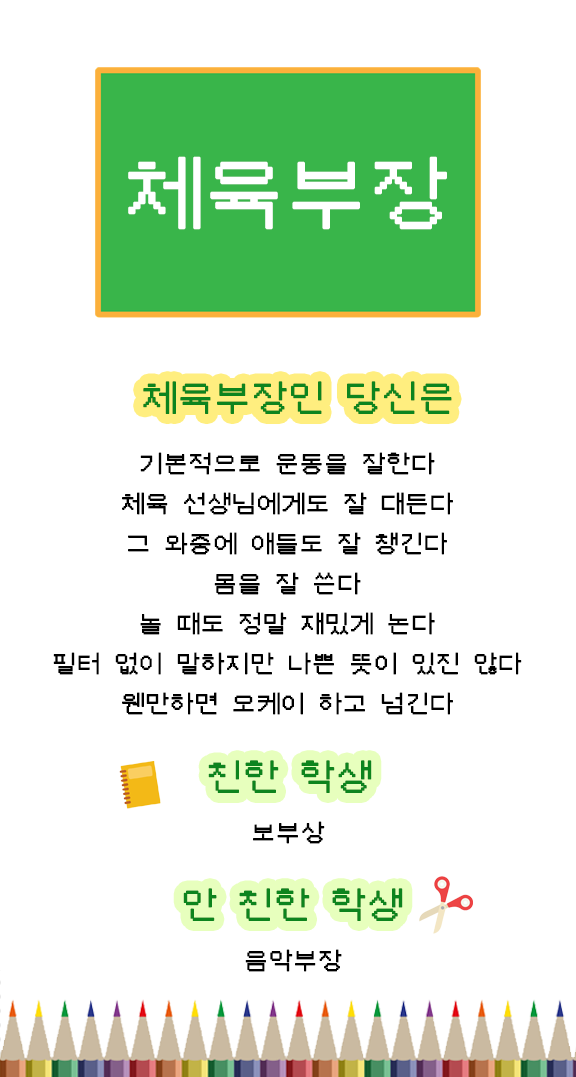 체육부장
체육부장인 당신은
기본적으로 운동을 잘한다
체육 선생님에게도 잘 대든다
그 와중에 애들도 잘 챙긴다
몸을 잘 쓴다
놀 때도 정말 재밌게 논다
필터 없이 말하지만 나쁜 뜻이 있진 않다
웬만하면 오케이 하고 넘긴다
친한 학생
보부상
안 친한 학생
음악부장